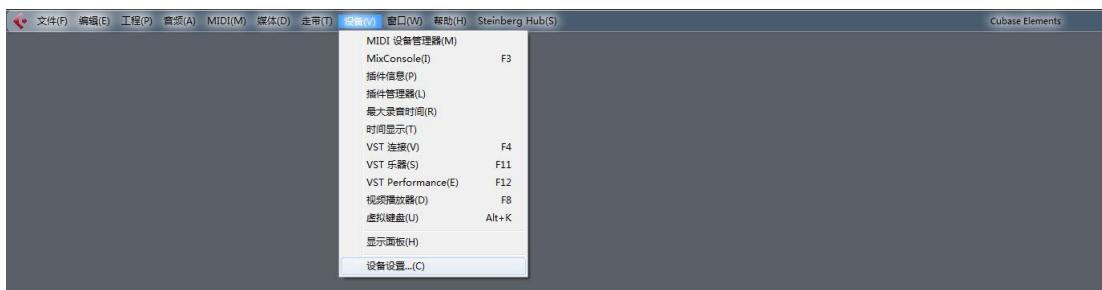 文件(F) 编辑(E) 工程(P) 音频(A) MIDI(M) 媒体(D) 走带(T) 设备(V) 窗口(W) 帮助(H) Steinberg Hub(S) Cubase Elements
MIDI 设备管理器(M)
MixConsole(I) F3
插件信息(P)
插件管理器(L)
最大录音时间(R)
时间显示(T)
VST 连接(V) F4
VST 乐器(S) F11
VST Performance(E) F12
视频播放器(D) F8
虚拟键盘(U) Alt+K
显示面板(H)
设备设置...(C)